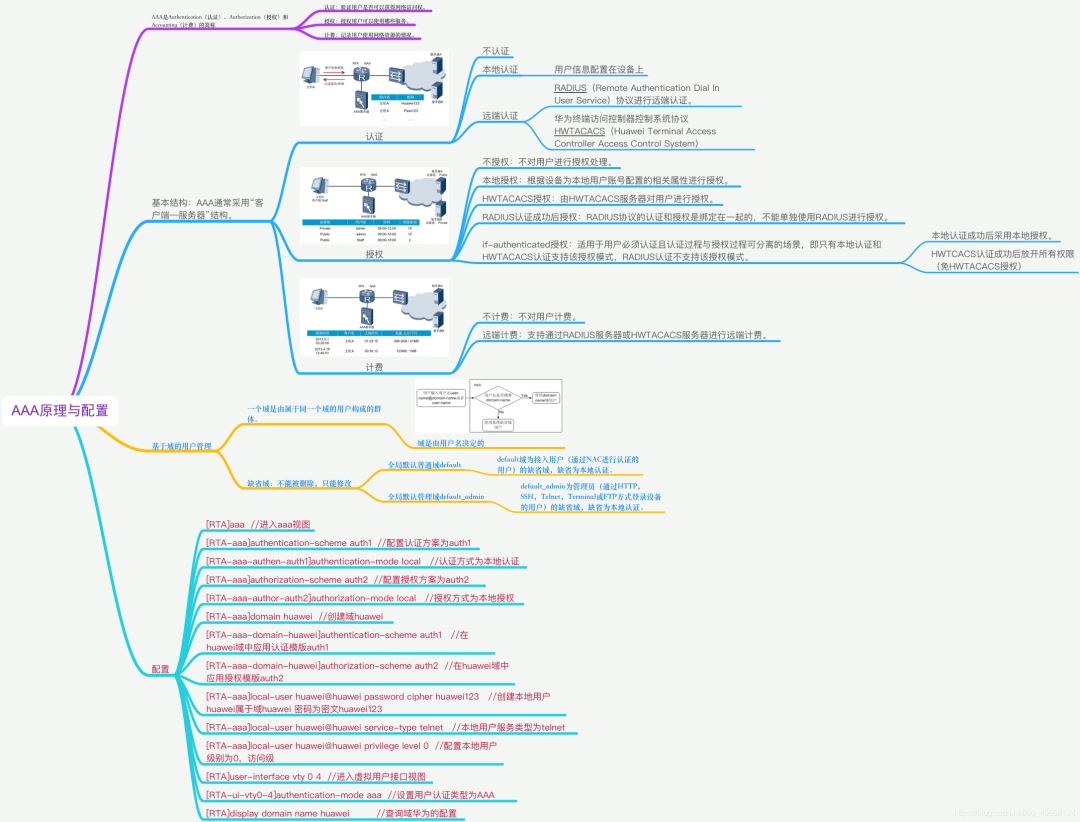 AAA原理与配置
AAA是Authentication（认证）、Authorization（授权）和
Accounting（计费）的简称
认证：验证用户是否可以获得网络访问权。
授权：授权用户可以使用哪些服务。
计费：记录用户使用网络资源的情况。
基本结构：AAA通常采用“客
户端—服务器”结构。
认证
不认证
本地认证
用户信息配置在设备上
远端认证
RADIUS（Remote Authentication Dial In
User Service）协议进行远端认证。
华为终端访问控制器控制系统协议
HWTACACS（Huawei Terminal Access
Controller Access Control System）
授权
不授权：不对用户进行授权处理。
本地授权：根据设备为本地用户账号配置的相关属性进行授权。
HWTACACS授权：由HWTACACS服务器对用户进行授权。
RADIUS认证成功后授权：RADIUS协议的认证和授权是绑定在一起的，不能单独使用RADIUS进行授权。
if-authenticated授权：适用于用户必须认证且认证过程与授权过程可分离的场景，即只有本地认证和
HWTACACS认证支持该授权模式，RADIUS认证不支持该授权模式。
本地认证成功后采用本地授权。
HWTCACS认证成功后放开所有权限
（免HWTACACS授权）
计费
不计费：不对用户计费。
远端计费：支持通过RADIUS服务器或HWTACACS服务器进行远端计费。
基于域的用户管理
一个域是由属于同一个域的用户构成的群
体。
NAS
Yes
No
域是由用户名决定的
缺省域：不能被删除，只能修改
全局默认普通域default
default域为接入用户（通过NAC进行认证的
用户）的缺省域，缺省为本地认证。
全局默认管理域default_admin
default_admin为管理员（通过HTTP，
SSH，Telnet，Terminal或FTP方式登录设备
的用户）的缺省域，缺省为本地认证。
配置
[RTA]aaa //进入aaa视图
[RTA-aaa]authentication-scheme auth1 //配置认证方案为auth1
[RTA-aaa-authen-auth1]authentication-mode local //认证方式为本地认证
[RTA-aaa]authorization-scheme auth2 //配置授权方案为auth2
[RTA-aaa-author-auth2]authorization-mode local //授权方式为本地授权
[RTA-aaa]domain huawei //创建域huawei
[RTA-aaa-domain-huawei]authentication-scheme auth1 //在
huawei域中应用认证模版auth1
[RTA-aaa-domain-huawei]authorization-scheme auth2 //在huawei域中
应用授权模版auth2
[RTA-aaa]local-user huawei@huawei password cipher huawei123 //创建本地用户
huawei属于域huawei 密码为密文huawei123
[RTA-aaa]local-user huawei@huawei service-type telnet //本地用户服务类型为telnet
[RTA-aaa]local-user huawei@huawei privilege level 0 //配置本地用户
级别为0，访问级
[RTA]user-interface vty 0 4 //进入虚拟用户接口视图
[RTA-ui-vty0-4]authentication-mode aaa //设置用户认证类型为AAA
[RTA]display domain name huawei //查询域华为的配置